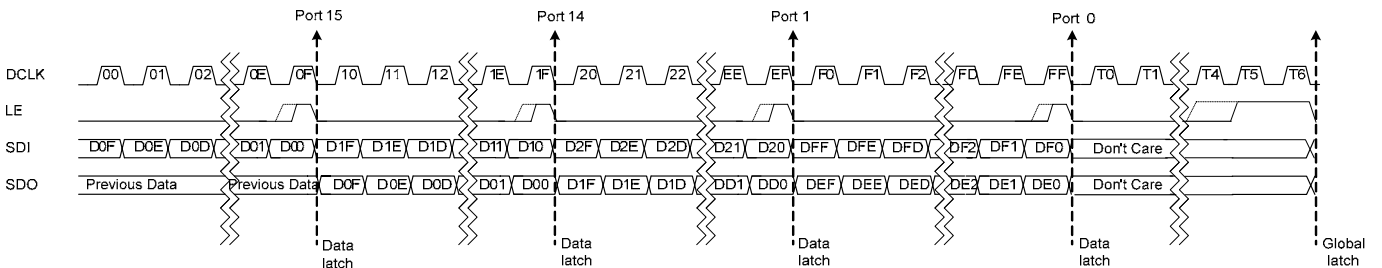 Port 15 Port 14 Port 1 Port 0
DCLK 00 01 02 0E 0F 10 11 12 1E 1F 20 21 22 EE EF F0 F1 F2 FD FE FF T0 T1 T4 T5 T6
LE
SDI D0F D0E D0D D01 D00 D1F D1E D1D D11 D10 D2F D2E D2D D21 D20 DFF DFE DFD DF2 DF1 DF0 Don't Care
SDO Previous Data Previous Data D0F D0E D0D D01 D00 D1F D1E D1D DD1 DD0 DEF DEE DED DE2 DE1 DE0 Don't Care
Data Data Data Data Global
latch latch latch latch latch